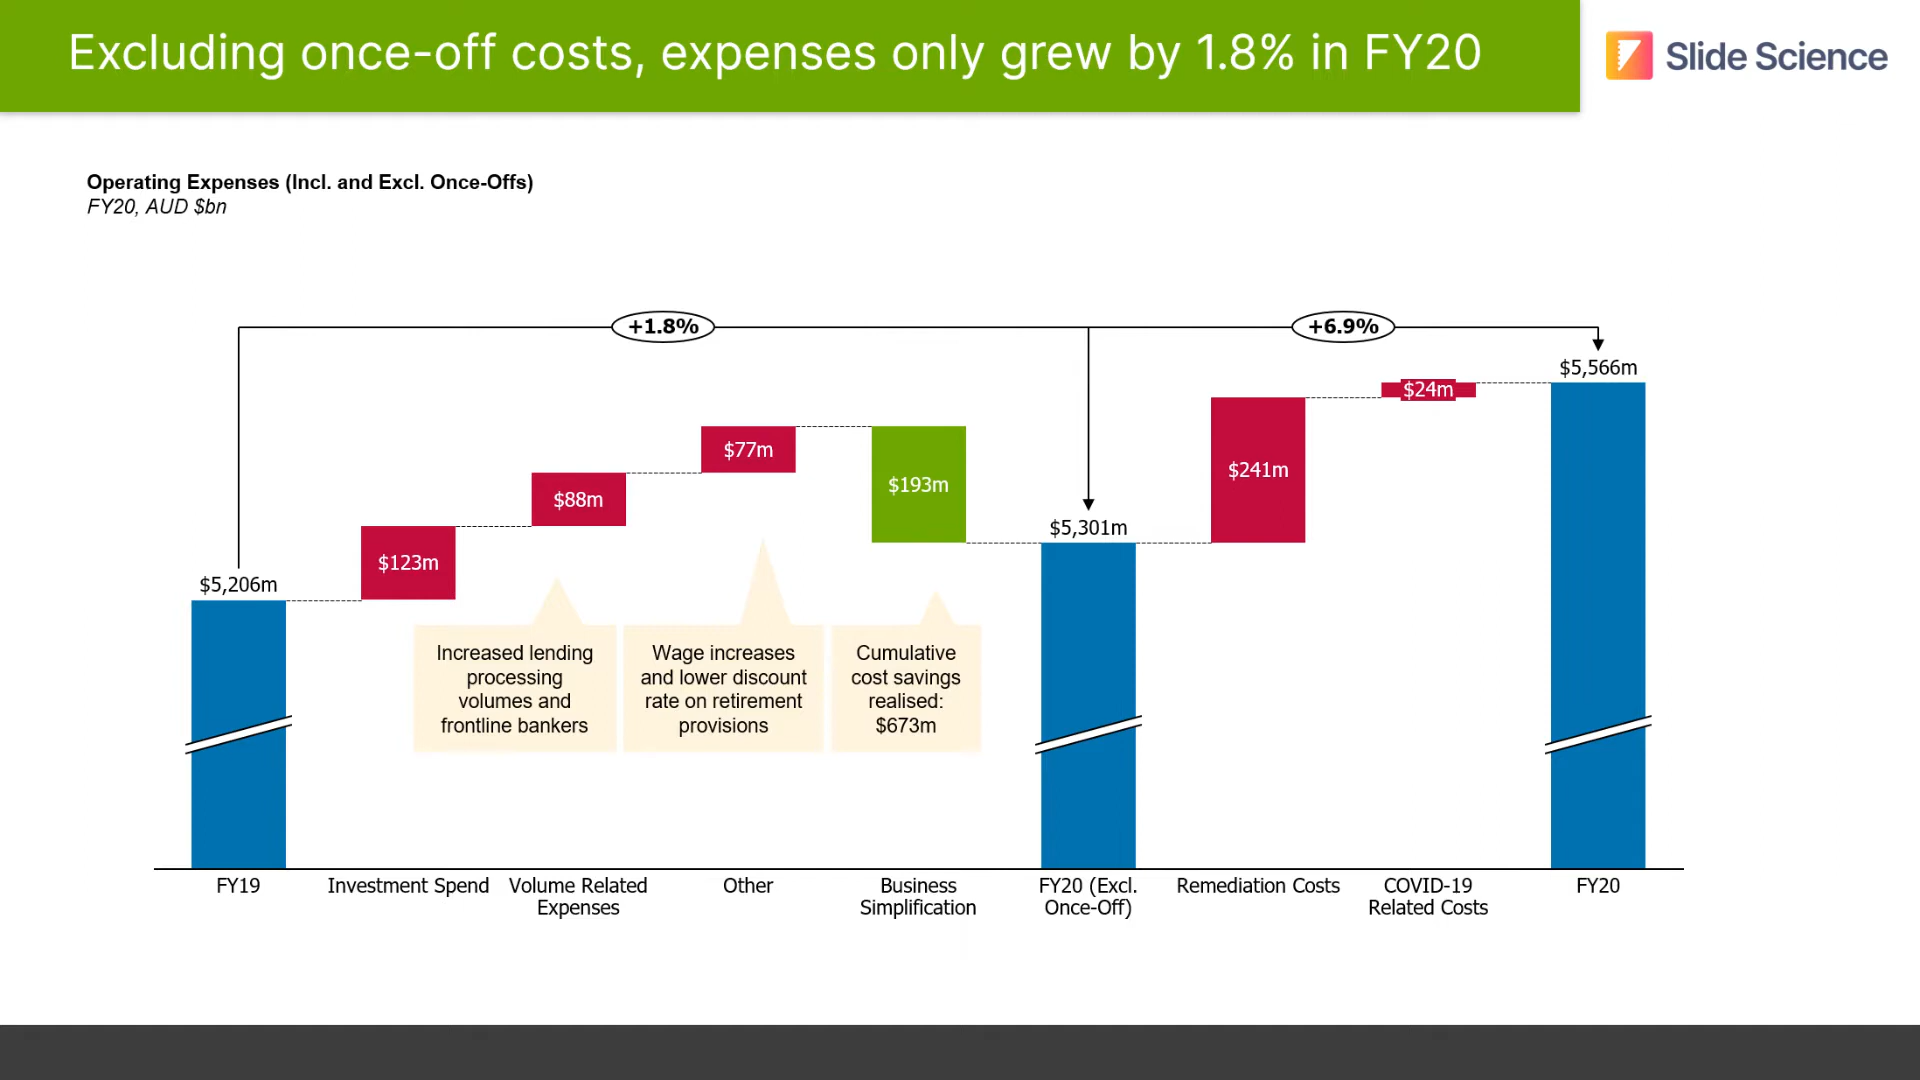 Excluding once-off costs, expenses only grew by 1.8% in FY20
Slide Science
Operating Expenses (Incl. and Excl. Once-Offs)
FY20, AUD $bn
+1.8%
+6.9%
$5,206m
$123m
$88m
$77m
$193m
$5,301m
$241m
$24m
$5,566m
Increased lending
processing
volumes and
frontline bankers
Wage increases
and lower discount
rate on retirement
provisions
Cumulative
cost savings
realised:
$673m
FY19
Investment Spend
Volume Related
Expenses
Other
Business
Simplification
FY20 (Excl.
Once-Off)
Remediation Costs
COVID-19
Related Costs
FY20